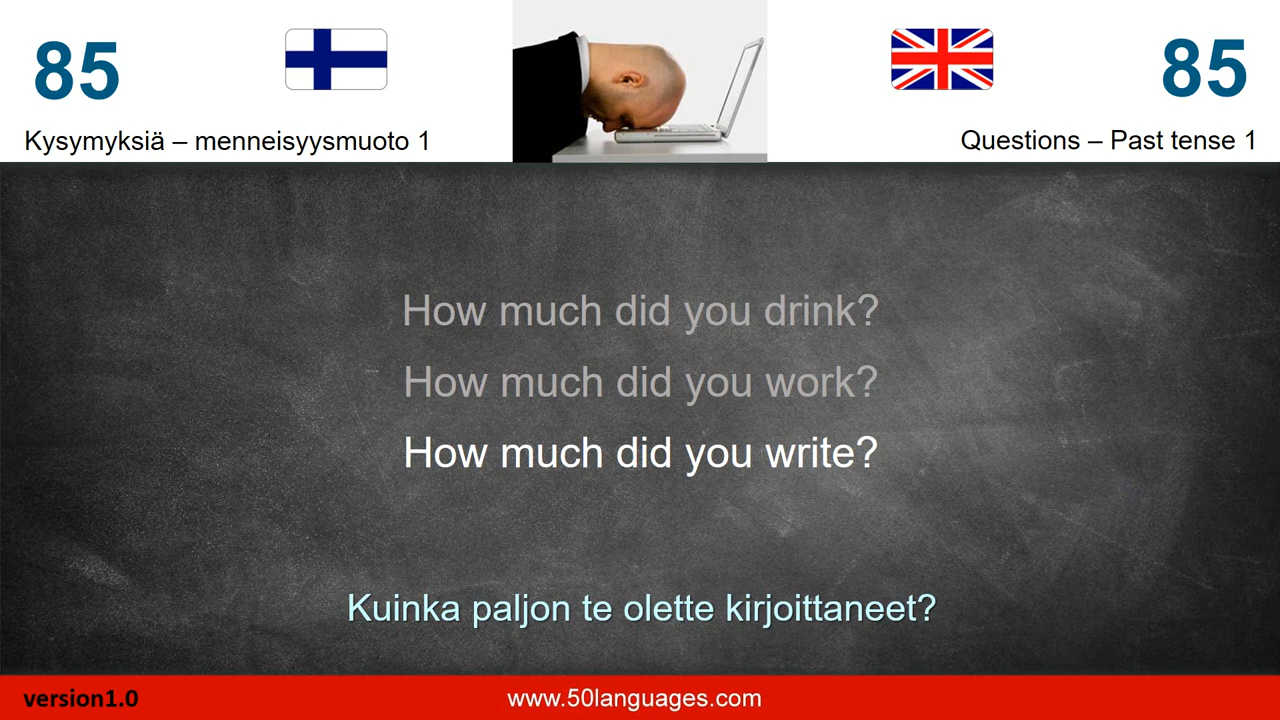 85
85
Kysymyksiä – menneisyysmuoto 1
Questions – Past tense 1
How much did you drink?
How much did you work?
How much did you write?
Kuinka paljon te olette kirjoittaneet?
version1.0
www.50languages.com